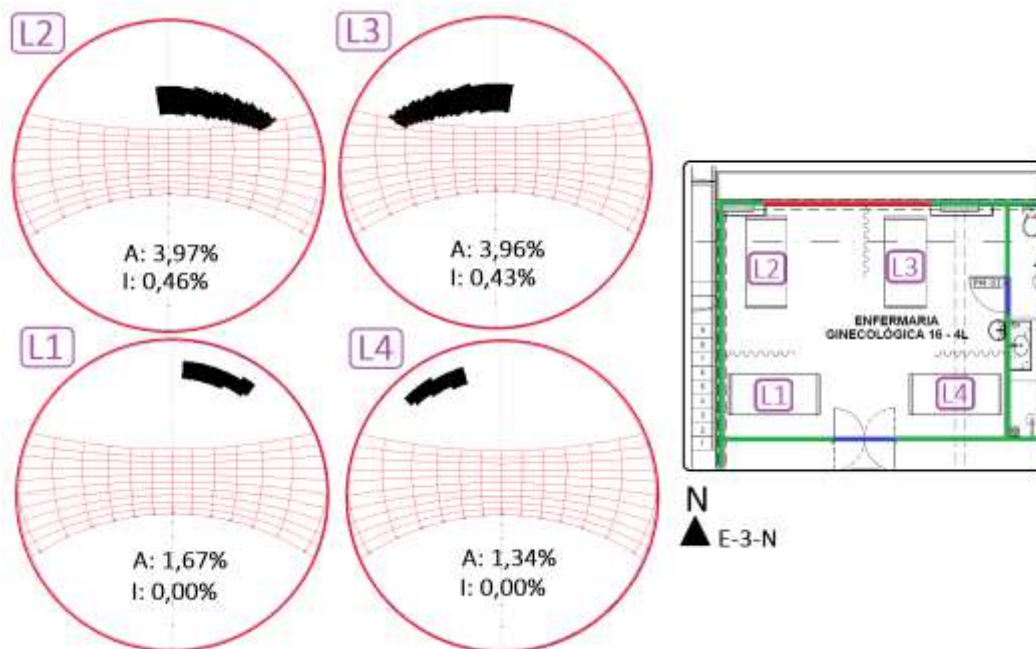 L2
A: 3,97%
I: 0,46%
L3
A: 3,96%
I: 0,43%
L1
A: 1,67%
I: 0,00%
L4
A: 1,34%
I: 0,00%
L2
L3
ENFERMARIA
GINECOLÓGICA 16 - 4L
L1
L4
N
E-3-N